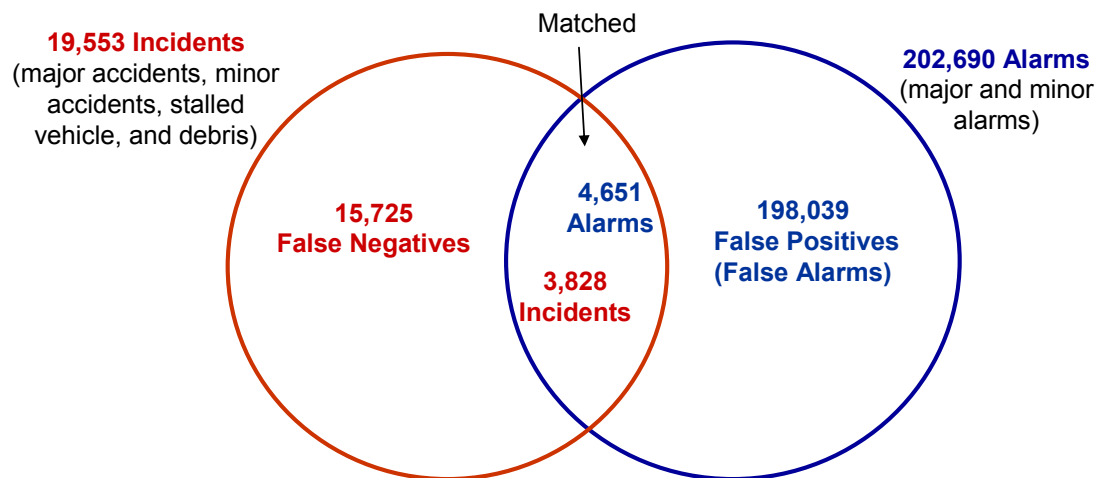 Matched
19,553 Incidents
(major accidents, minor
accidents, stalled
vehicle, and debris)
202,690 Alarms
(major and minor
alarms)
15,725
False Negatives
4,651
Alarms
3,828
Incidents
198,039
False Positives
(False Alarms)